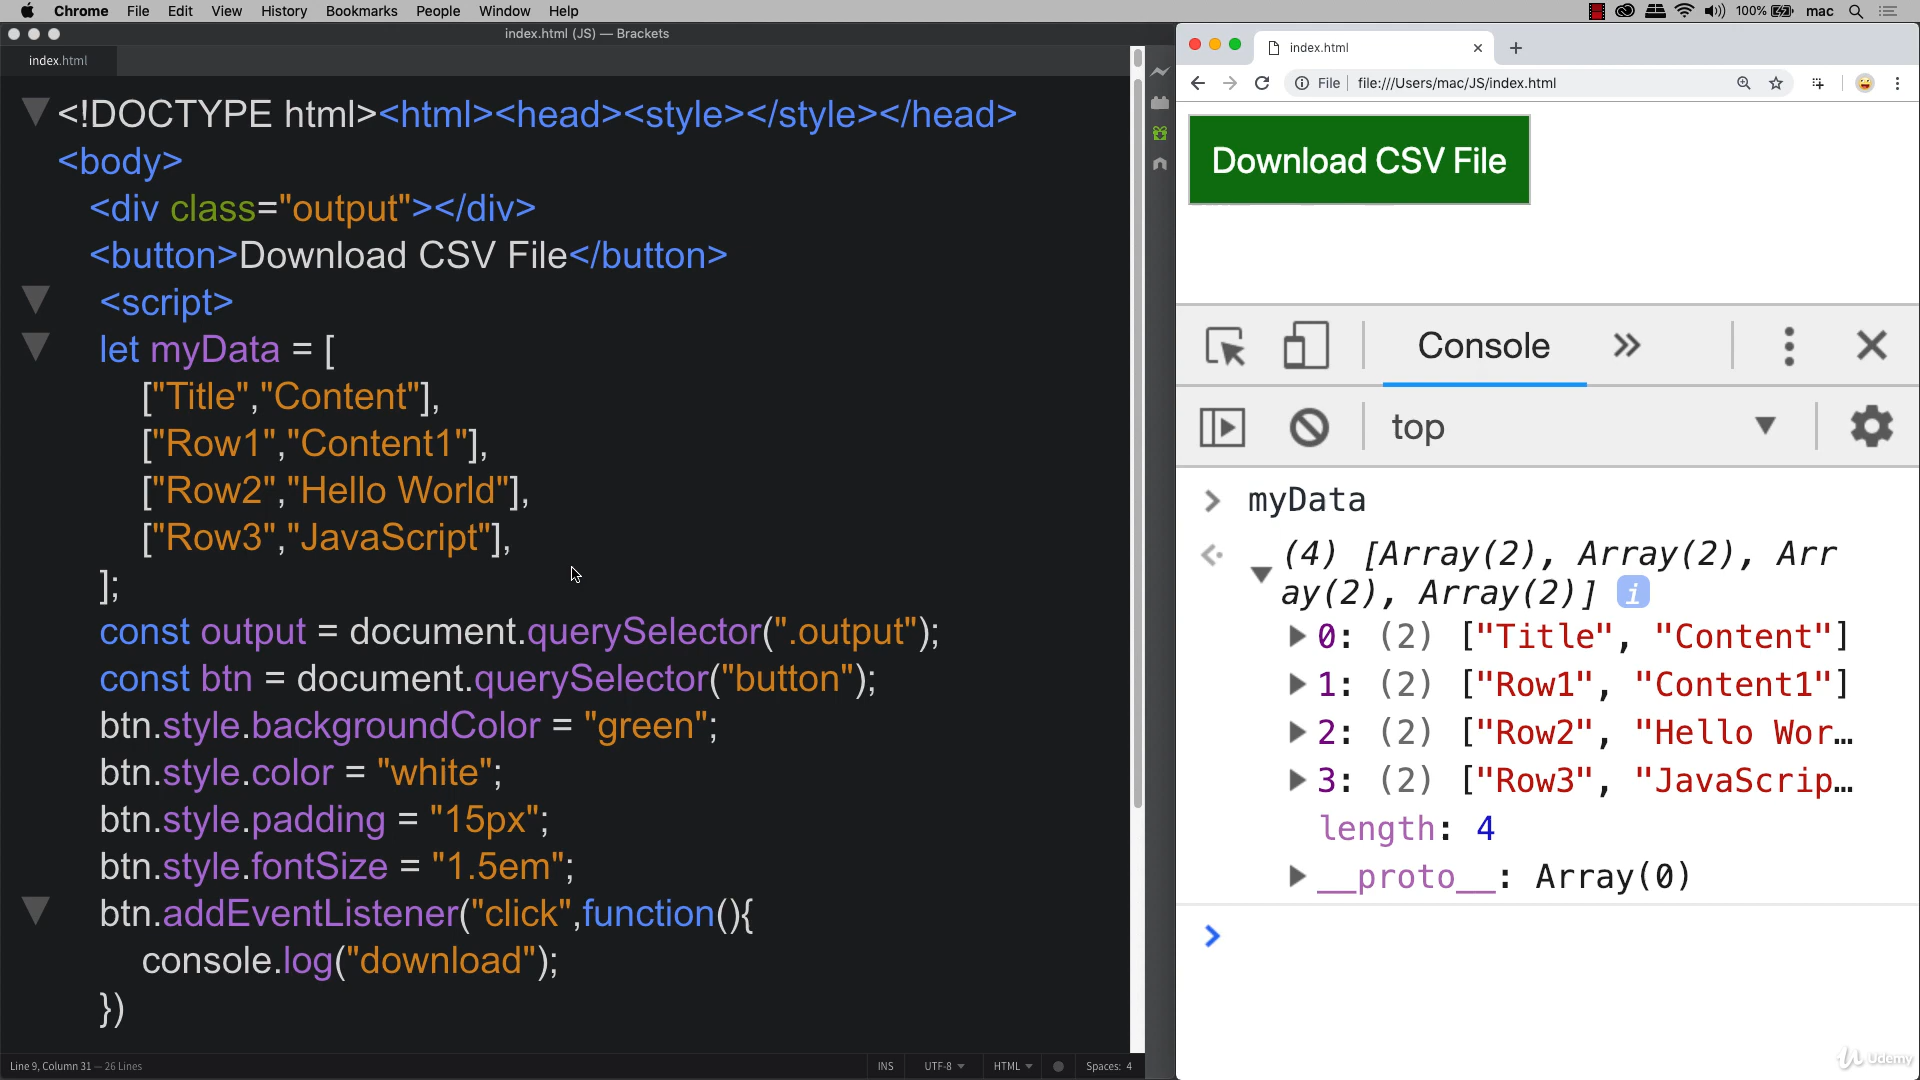 Chrome File Edit View History Bookmarks People Window Help
100% mac
index.html (JS) — Brackets
index.html
<!DOCTYPE html><html><head><style></style></head>
<body>
<div class="output"></div>
<button>Download CSV File</button>
<script>
let myData = [
["Title","Content"],
["Row1","Content1"],
["Row2","Hello World"],
["Row3","JavaScript"],
];
const output = document.querySelector(".output");
const btn = document.querySelector("button");
btn.style.backgroundColor = "green";
btn.style.color = "white";
btn.style.padding = "15px";
btn.style.fontSize = "1.5em";
btn.addEventListener("click",function(){
console.log("download");
})
Line 9, Column 31 — 26 Lines
INS UTF-8 HTML Spaces: 4
index.html
File file:///Users/mac/JS/index.html
Download CSV File
Console
top
myData
(4) [Array(2), Array(2), Arr
ay(2), Array(2)] i
0: (2) ["Title", "Content"]
1: (2) ["Row1", "Content1"]
2: (2) ["Row2", "Hello Wor…
3: (2) ["Row3", "JavaScrip…
length: 4
__proto__: Array(0)
Udemy